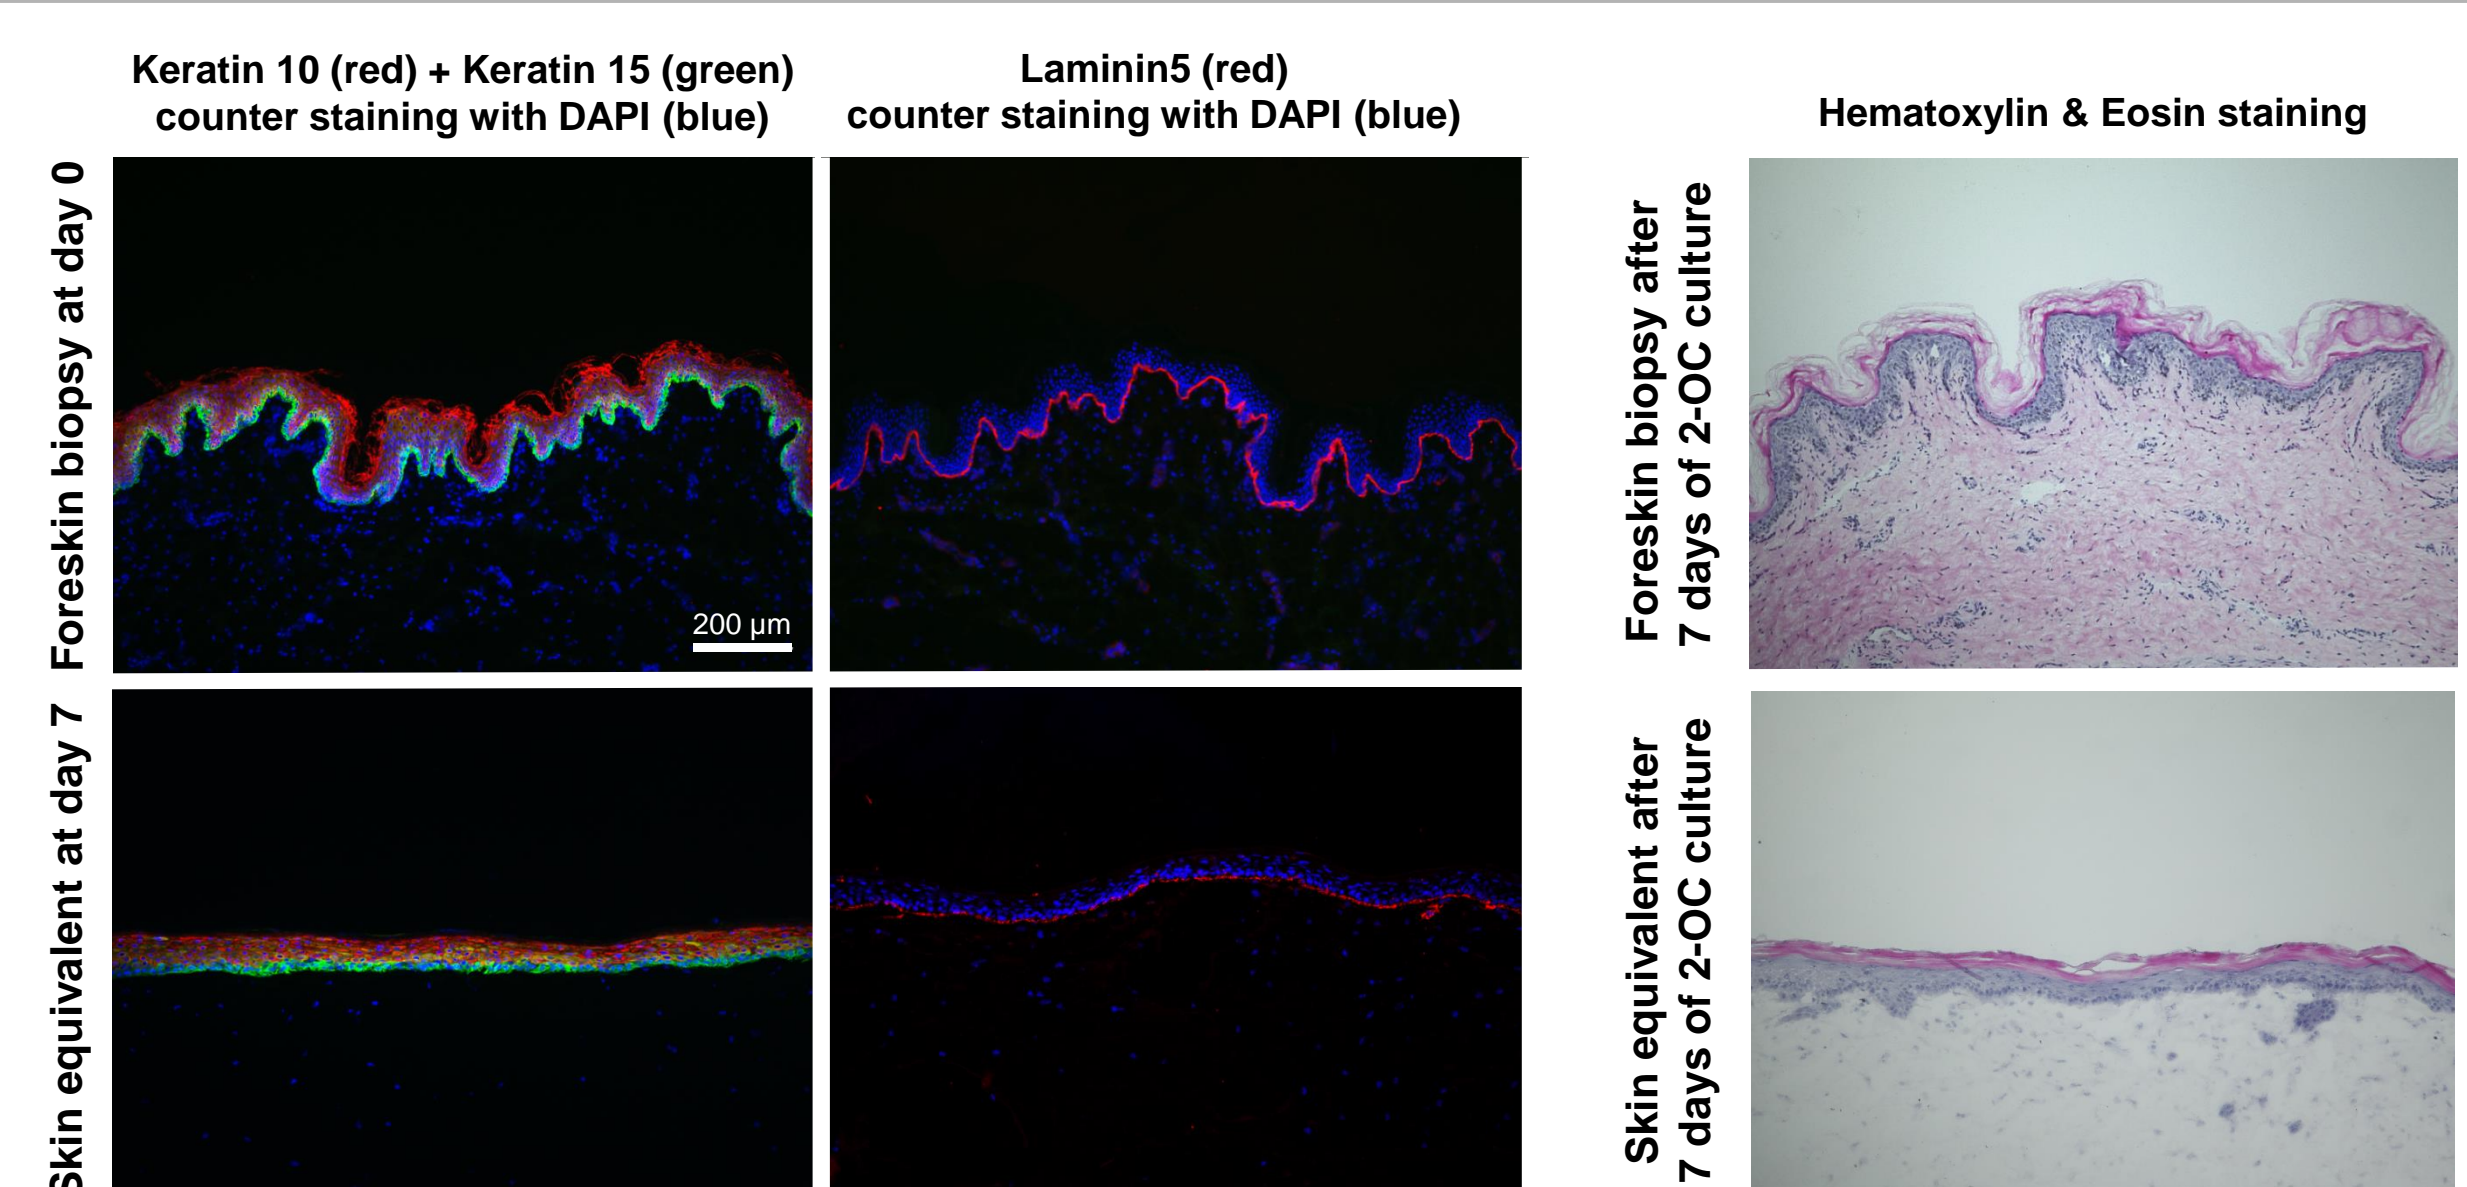 Keratin 10 (red) + Keratin 15 (green)
counter staining with DAPI (blue)
Laminin5 (red)
counter staining with DAPI (blue)
Hematoxylin & Eosin staining
Foreskin biopsy at day 0
200 µm
Foreskin biopsy after
7 days of 2-OC culture
Skin equivalent at day 7
Skin equivalent after
7 days of 2-OC culture